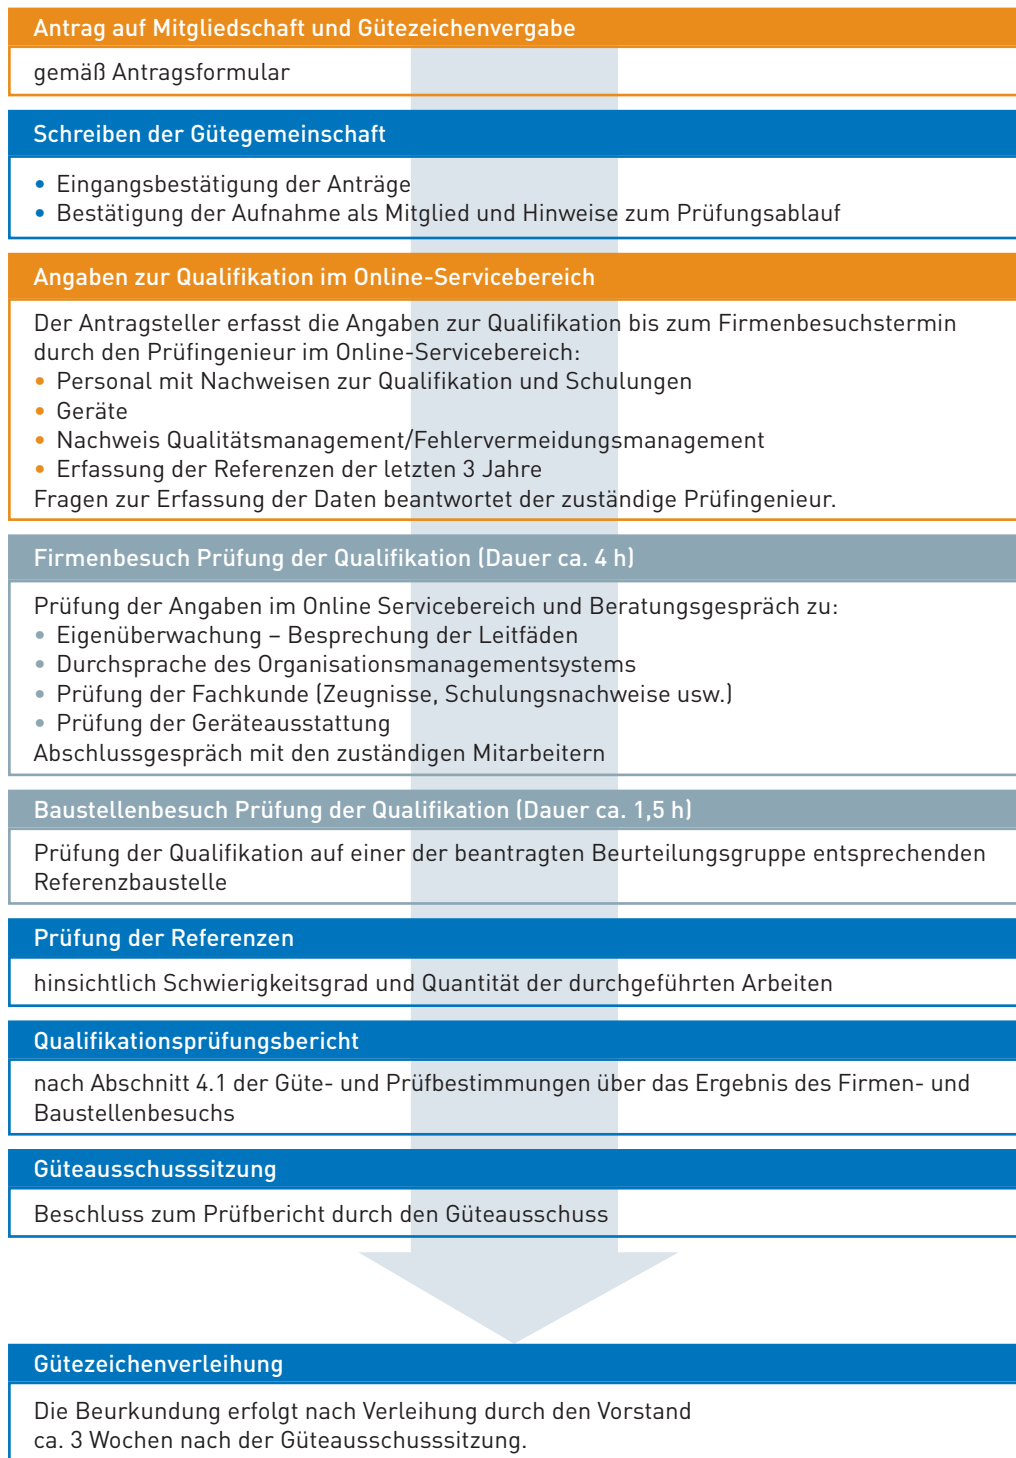 Antrag auf Mitgliedschaft und Gütezeichenvergabe
gemäß Antragsformular
Schreiben der Gütegemeinschaft
• Eingangsbestätigung der Anträge
• Bestätigung der Aufnahme als Mitglied und Hinweise zum Prüfungsablauf
Angaben zur Qualifikation im Online-Servicebereich
Der Antragsteller erfasst die Angaben zur Qualifikation bis zum Firmenbesuchstermin
durch den Prüfingenieur im Online-Servicebereich:
• Personal mit Nachweisen zur Qualifikation und Schulungen
• Geräte
• Nachweis Qualitätsmanagement/Fehlervermeidungsmanagement
• Erfassung der Referenzen der letzten 3 Jahre
Fragen zur Erfassung der Daten beantwortet der zuständige Prüfingenieur.
Firmenbesuch Prüfung der Qualifikation (Dauer ca. 4 h)
Prüfung der Angaben im Online Servicebereich und Beratungsgespräch zu:
• Eigenüberwachung – Besprechung der Leitfäden
• Durchsprache des Organisationsmanagementsystems
• Prüfung der Fachkunde (Zeugnisse, Schulungsnachweise usw.)
• Prüfung der Geräteausstattung
Abschlussgespräch mit den zuständigen Mitarbeitern
Baustellenbesuch Prüfung der Qualifikation (Dauer ca. 1,5 h)
Prüfung der Qualifikation auf einer der beantragten Beurteilungsgruppe entsprechenden
Referenzbaustelle
Prüfung der Referenzen
hinsichtlich Schwierigkeitsgrad und Quantität der durchgeführten Arbeiten
Qualifikationsprüfungsbericht
nach Abschnitt 4.1 der Güte- und Prüfbestimmungen über das Ergebnis des Firmen- und
Baustellenbesuchs
Güteausschusssitzung
Beschluss zum Prüfbericht durch den Güteausschuss
Gütezeichenverleihung
Die Beurkundung erfolgt nach Verleihung durch den Vorstand
ca. 3 Wochen nach der Güteausschusssitzung.